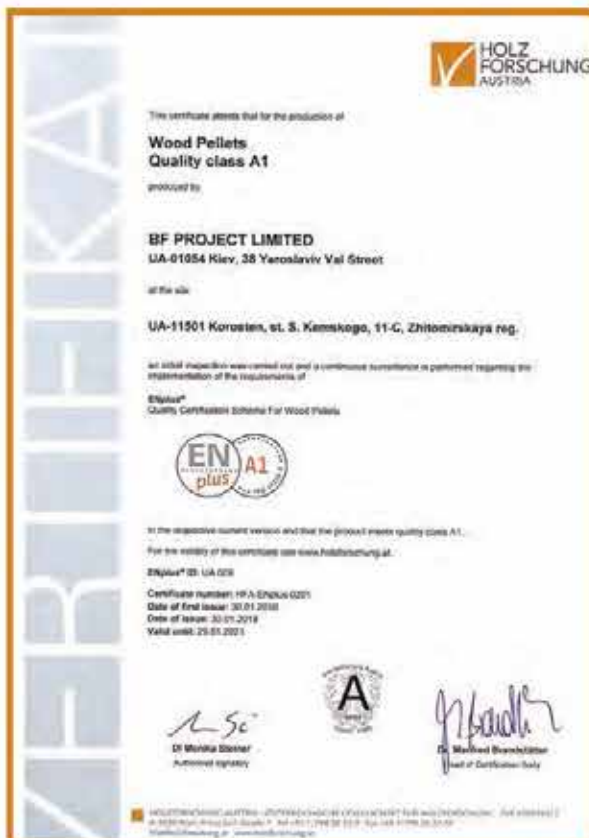 HOLZ
FORSCHUNG
AUSTRIA
This certificate attests that for the production of
Wood Pellets
Quality class A1
produced by
BF PROJECT LIMITED
UA-01054 Kiev, 38 Yaroslaviv Val Street
at the site
UA-11501 Korosten, st. S. Kemskogo, 11-C, Zhitomirskaya reg.
an initial inspection was carried out and a continuous surveillance is performed regarding the
implementation of the requirements of
ENplus®
Quality Certification Scheme For Wood Pellets
EN
plus
A1
in the respective current version and that the product meets quality class A1.
For the validity of this certificate see www.holzforschung.at.
ENplus® ID: UA 009
Certificate number: HFA-ENplus-0201
Date of first issue: 30.01.2018
Date of issue: 30.01.2018
Valid until: 29.01.2021
A
DI Monika Steiner
Authorised signatory
Dr. Manfred Brandstätter
Head of Certification Body